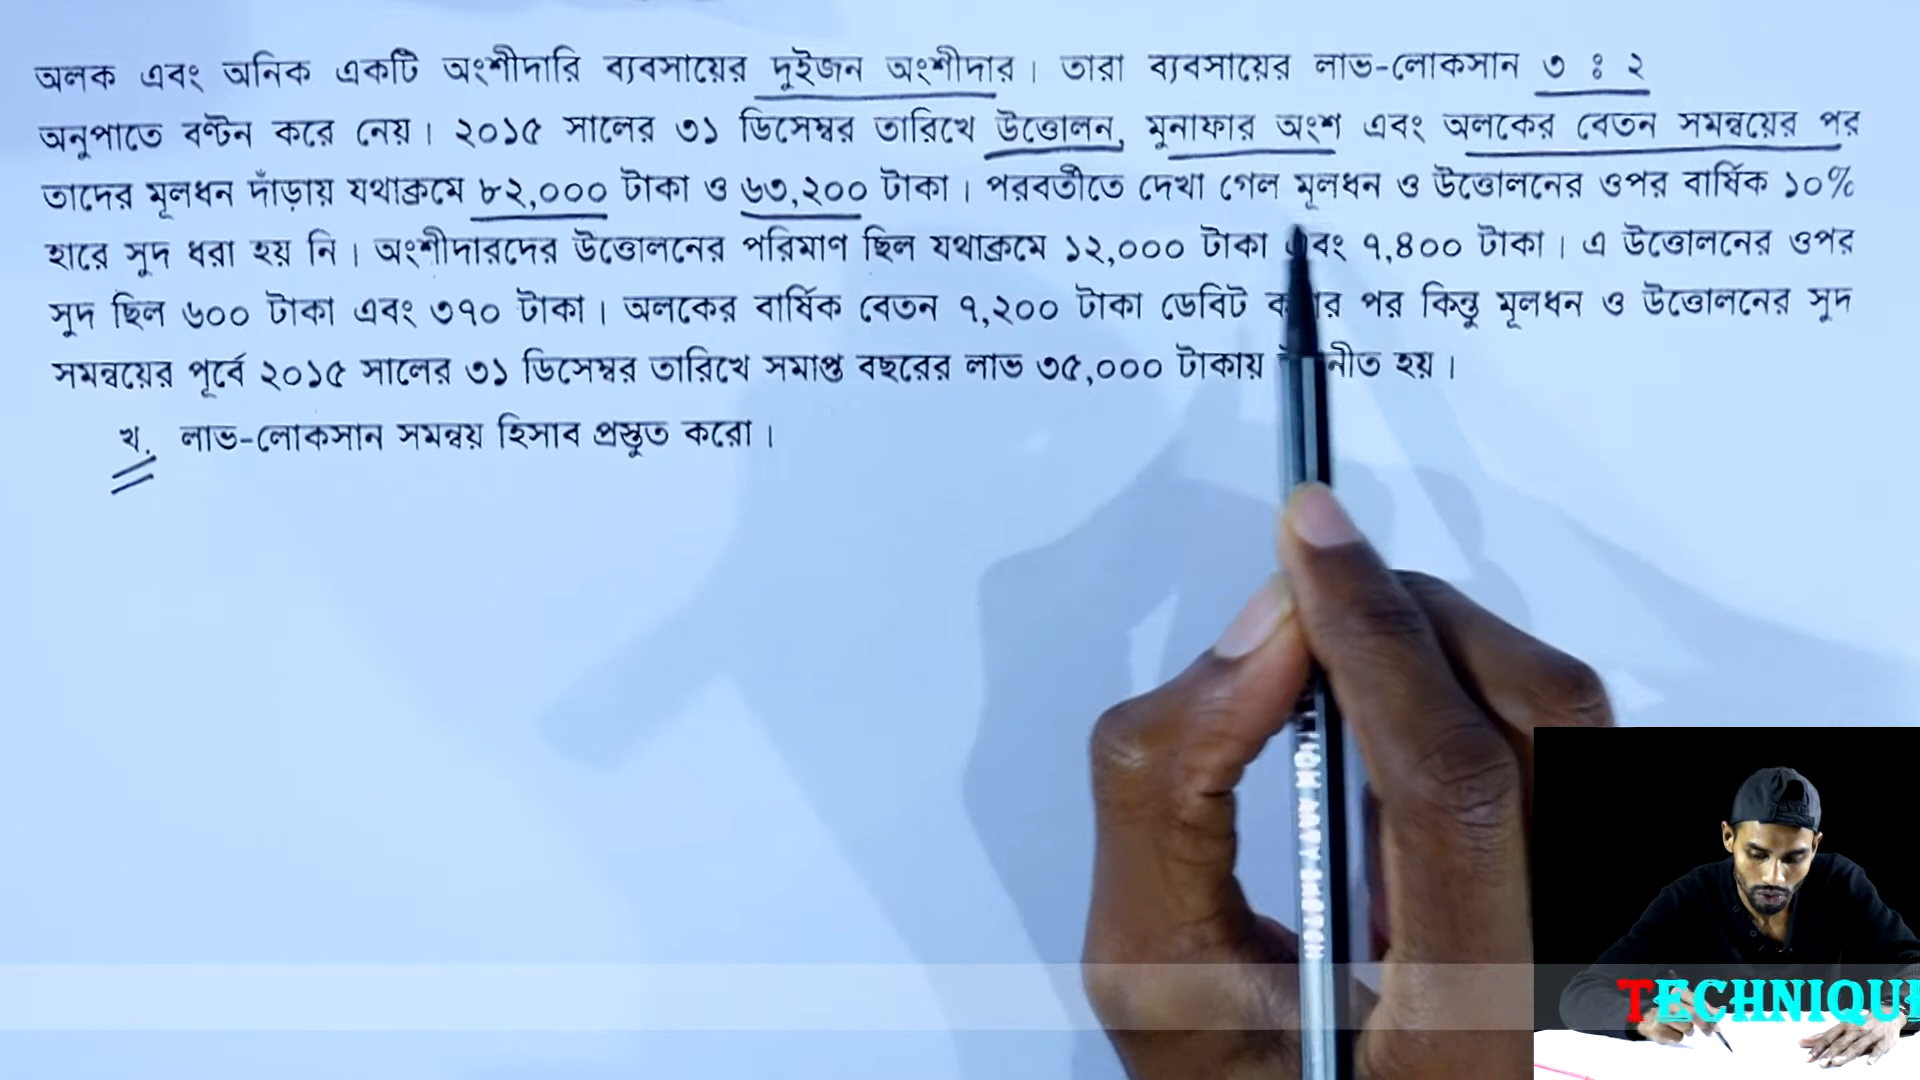 অলক এবং অনিক একটি অংশীদারি ব্যবসায়ের দুইজন অংশীদার। তারা ব্যবসায়ের লাভ-লোকসান ৩ ঃ ২
অনুপাতে বণ্টন করে নেয়। ২০১৫ সালের ৩১ ডিসেম্বর তারিখে উত্তোলন, মুনাফার অংশ এবং অলকের বেতন সমন্বয়ের পর
তাদের মূলধন দাঁড়ায় যথাক্রমে ৮২,০০০ টাকা ও ৬৩,২০০ টাকা। পরবর্তীতে দেখা গেল মূলধন ও উত্তোলনের ওপর বার্ষিক ১০%
হারে সুদ ধরা হয় নি। অংশীদারদের উত্তোলনের পরিমাণ ছিল যথাক্রমে ১২,০০০ টাকা এবং ৭,৪০০ টাকা। এ উত্তোলনের ওপর
সুদ ছিল ৬০০ টাকা এবং ৩৭০ টাকা। অলকের বার্ষিক বেতন ৭,২০০ টাকা ডেবিট পর কিন্তু মূলধন ও উত্তোলনের সুদ
সমন্বয়ের পূর্বে ২০১৫ সালের ৩১ ডিসেম্বর তারিখে সমাপ্ত বছরের লাভ ৩৫,০০০ টাকায় হয়।
খ. লাভ-লোকসান সমন্বয় হিসাব প্রস্তুত করো।
TECHNIQUE